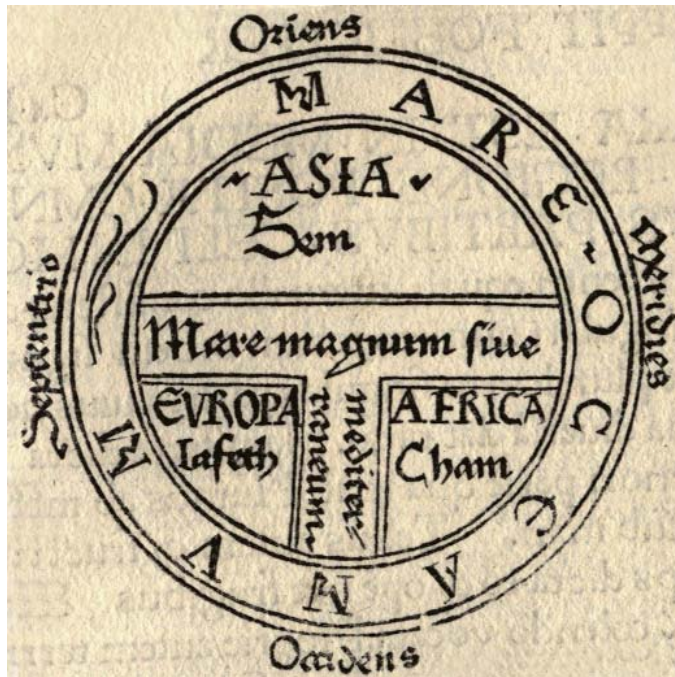 Oriens
MARE ~ OCEANVM
~ ASIA ~
Sem
Septentrio
Meridies
Mare magnum ſiue
mediter
raneum.
EVROPA
Iafeth
AFRICA
Cham
Occidens